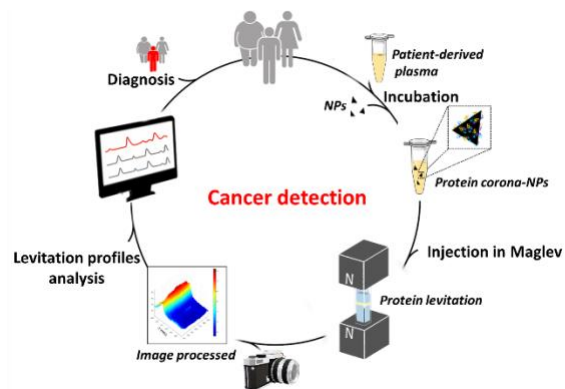 Patient-derived
plasma
Diagnosis
NPs
Incubation
Protein corona-NPs
Cancer detection
Injection in Maglev
Levitation profiles
analysis
N
Protein levitation
N
Image processed